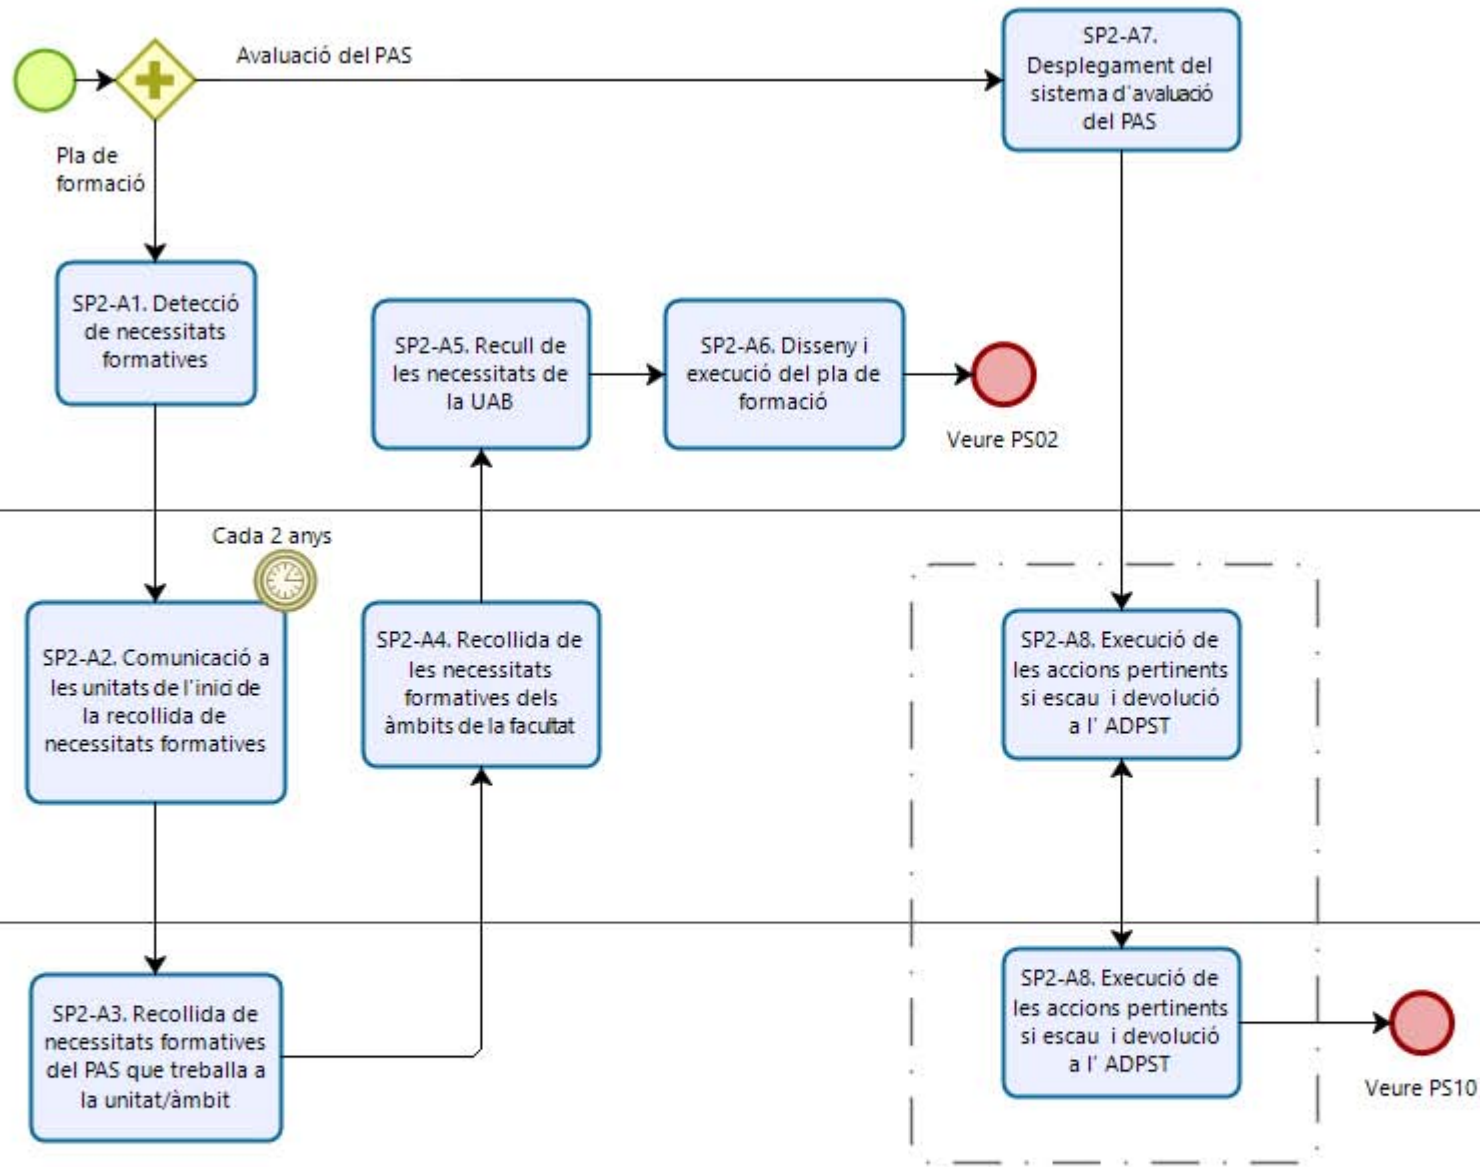 Avaluació del PAS
SP2-A7.
Desplegament del
sistema d'avaluació
del PAS
Pla de
formació
SP2-A1. Detecció
de necessitats
formatives
SP2-A5. Recull de
les necessitats de
la UAB
SP2-A6. Disseny i
execució del pla de
formació
Veure PS02
Cada 2 anys
SP2-A2. Comunicació a
les unitats de l'inici de
la recollida de
necessitats formatives
SP2-A4. Recollida de
les necessitats
formatives dels
àmbits de la facultat
SP2-A8. Execució de
les accions pertinents
si escau i devolució
a l' ADPST
SP2-A3. Recollida de
necessitats formatives
del PAS que treballa a
la unitat/àmbit
SP2-A8. Execució de
les accions pertinents
si escau i devolució
a l' ADPST
Veure PS10